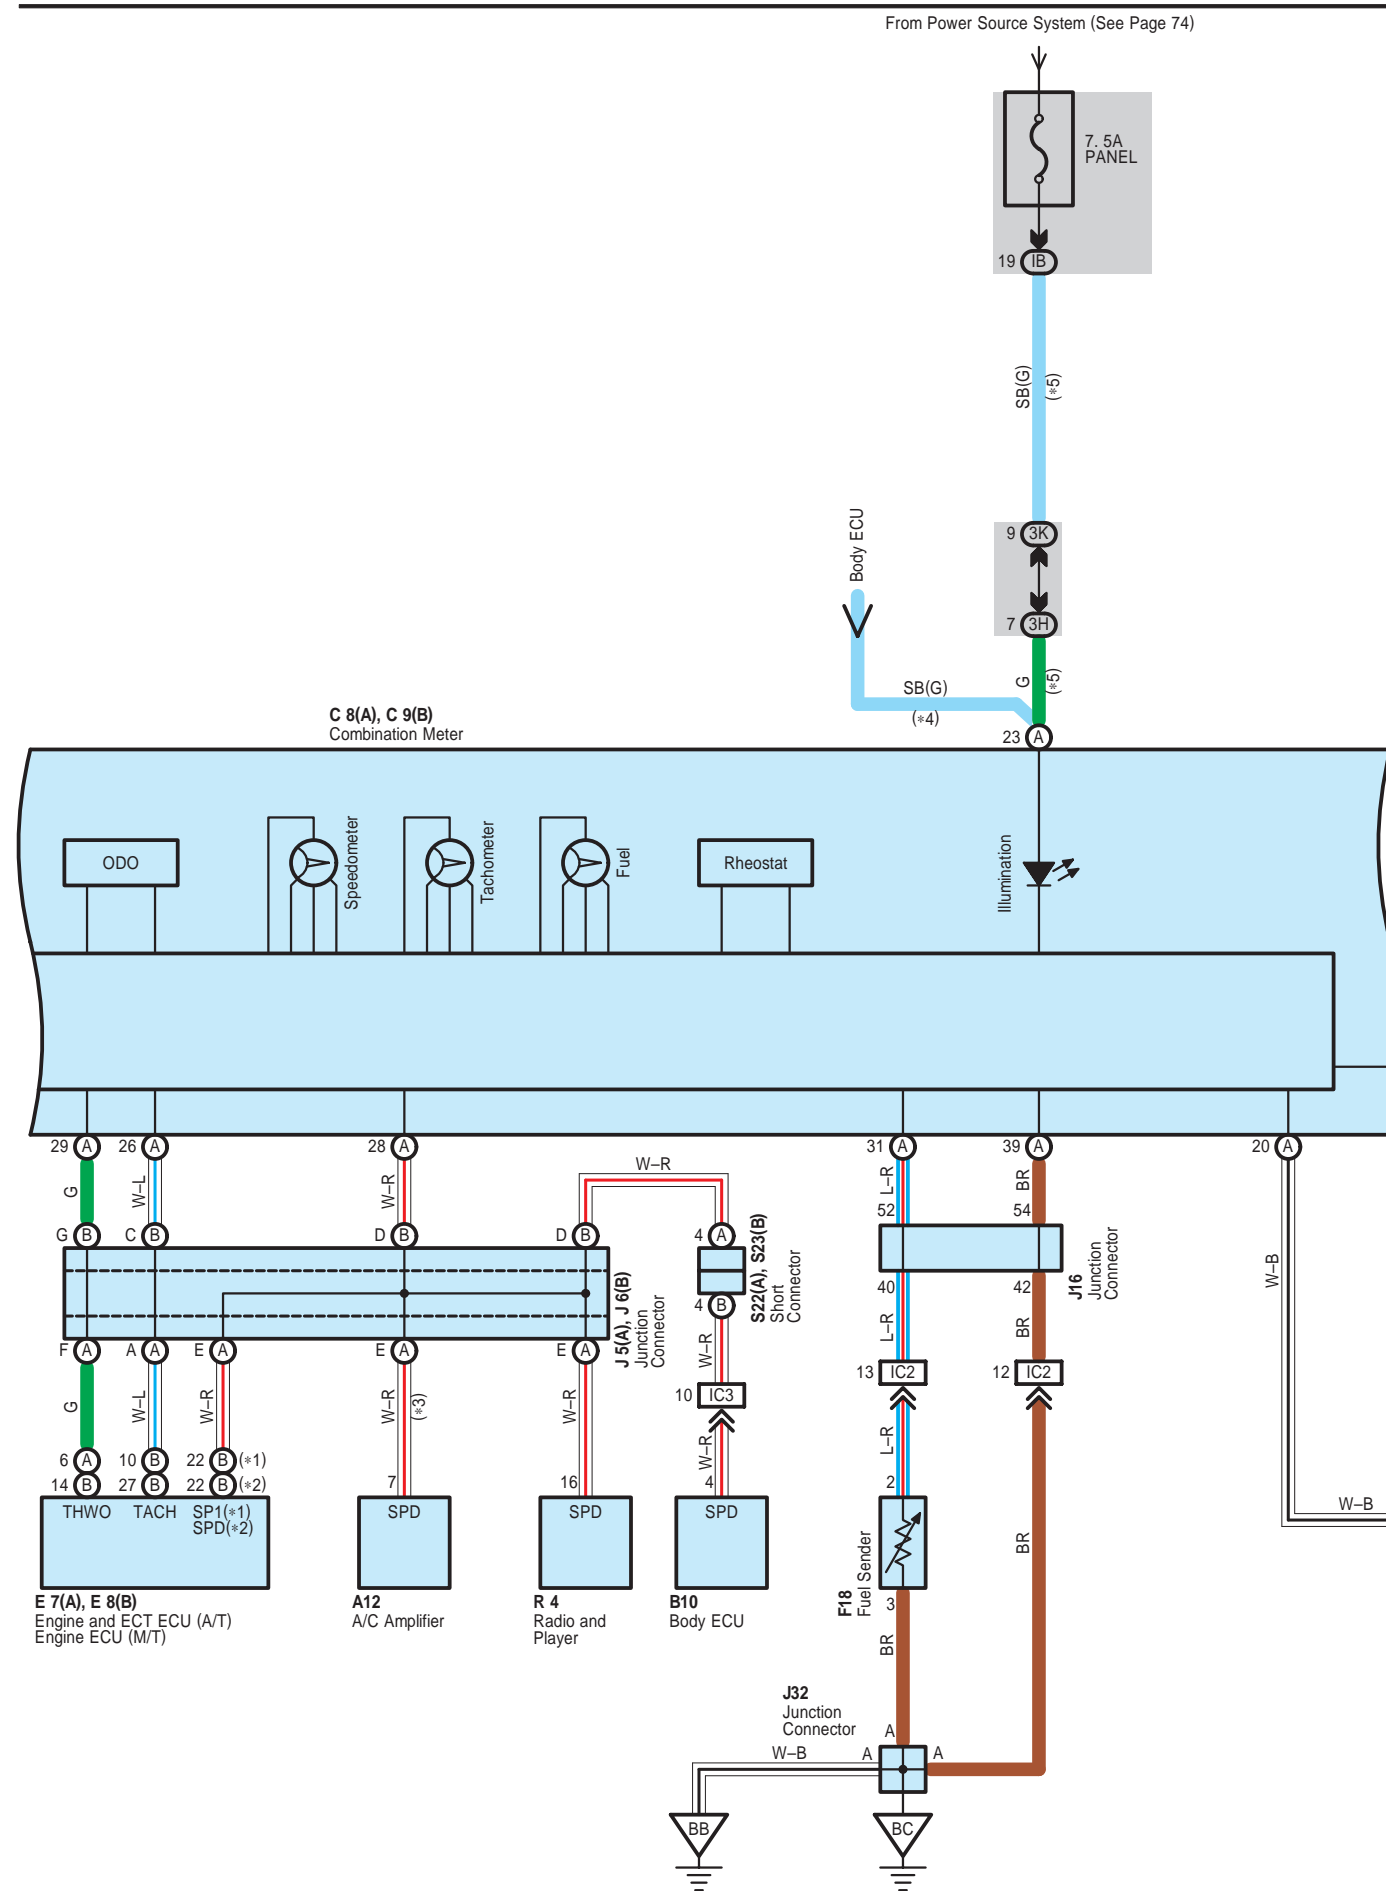 From Power Source System (See Page 74)
7. 5A
PANEL
19 IB
SB(G)
(*5)
9 3K
Body ECU
7 3H
G
(*5)
SB(G)
(*4)
C 8(A), C 9(B)
Combination Meter
23 A
ODO
Speedometer
Tachometer
Fuel
Rheostat
Illumination
29 A
26 A
28 A
31 A
39 A
20 A
G
W–L
W–R
W–R
L–R
BR
52
54
G B
C B
D B
D B
4 A
J 5(A), J 6(B)
Junction
Connector
S22(A), S23(B)
Short
Connector
J16
Junction
Connector
W–B
4 B
40
42
F A
A A
E A
E A
E A
W–R
L–R
BR
10 IC3
13 IC2
12 IC2
G
W–L
W–R
W–R
(*3)
W–R
W–R
L–R
6 A
10 B
22 B (*1)
14 B
27 B
22 B (*2)
7
16
4
2
THWO
TACH
SP1(*1)
SPD(*2)
SPD
SPD
SPD
W–B
BR
F18
Fuel Sender
E 7(A), E 8(B)
Engine and ECT ECU (A/T)
Engine ECU (M/T)
A12
A/C Amplifier
R 4
Radio and
Player
B10
Body ECU
3
BR
J32
Junction
Connector
A
W–B
A
A
BB
BC